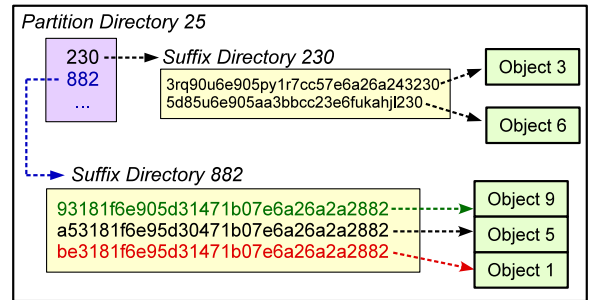 Partition Directory 25
230
882
...
Suffix Directory 230
3rq90u6e905py1r7cc57e6a26a243230
5d85u6e905aa3bbcc23e6fukahjl230
Object 3
Object 6
Suffix Directory 882
93181f6e905d31471b07e6a26a2a2882
a53181f6e95d30471b07e6a26a2a2882
be3181f6e95d31471b07e6a26a2a2882
Object 9
Object 5
Object 1